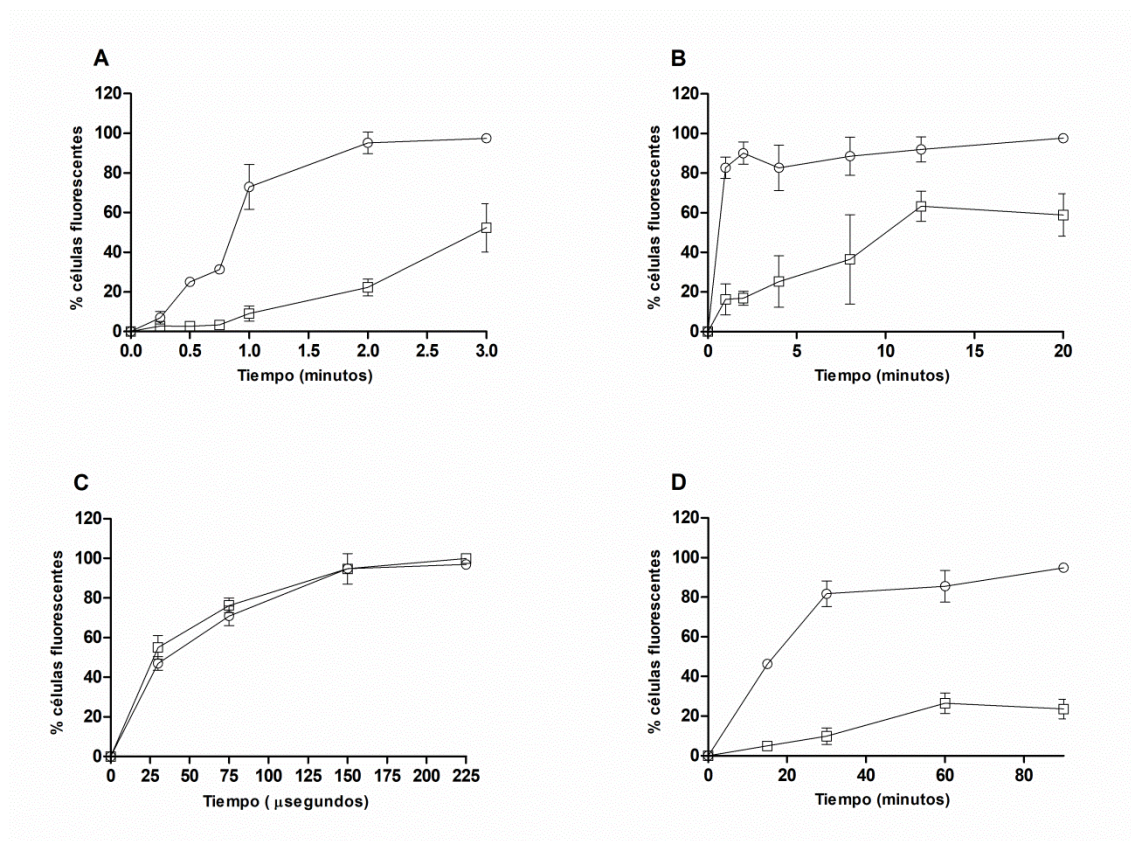 A
% células fluorescentes
120
100
80
60
40
20
0
0.0 0.5 1.0 1.5 2.0 2.5 3.0
Tiempo (minutos)
B
% células fluorescentes
120
100
80
60
40
20
0
0 5 10 15 20
Tiempo (minutos)
C
% células fluorescentes
120
100
80
60
40
20
0
0 25 50 75 100 125 150 175 200 225
Tiempo ( µsegundos)
D
% células fluorescentes
120
100
80
60
40
20
0
0 20 40 60 80
Tiempo (minutos)